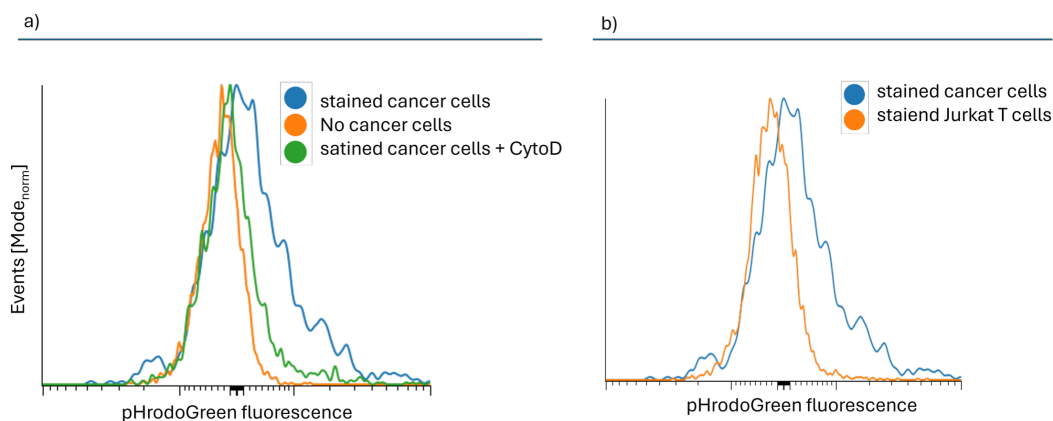 a)
stained cancer cells
No cancer cells
satined cancer cells + CytoD
Events [Modenorm]
pHrodoGreen fluorescence
b)
stained cancer cells
staiend Jurkat T cells
pHrodoGreen fluorescence